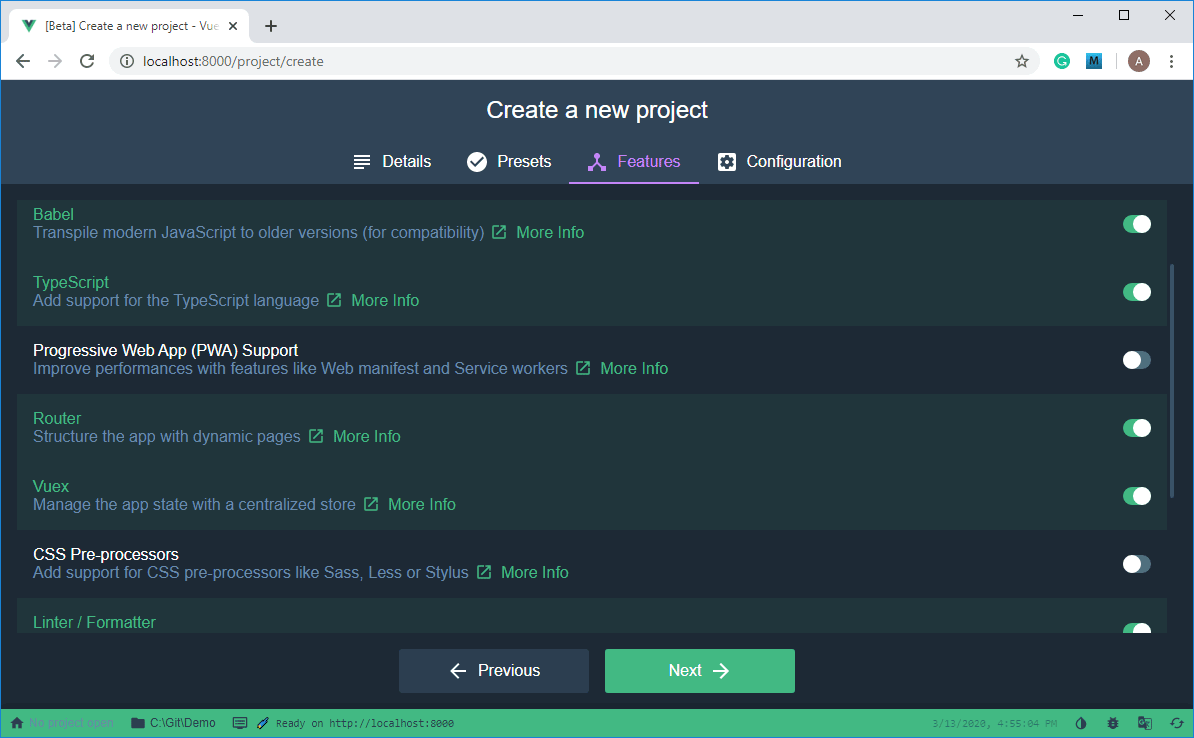 [Beta] Create a new project - Vue
localhost:8000/project/create
A
Create a new project
Details Presets Features Configuration
Babel
Transpile modern JavaScript to older versions (for compatibility) More Info
TypeScript
Add support for the TypeScript language More Info
Progressive Web App (PWA) Support
Improve performances with features like Web manifest and Service workers More Info
Router
Structure the app with dynamic pages More Info
Vuex
Manage the app state with a centralized store More Info
CSS Pre-processors
Add support for CSS pre-processors like Sass, Less or Stylus More Info
Linter / Formatter
Previous Next
No project open C:\Git\Demo Ready on http://localhost:8000 3/13/2020, 4:55:04 PM